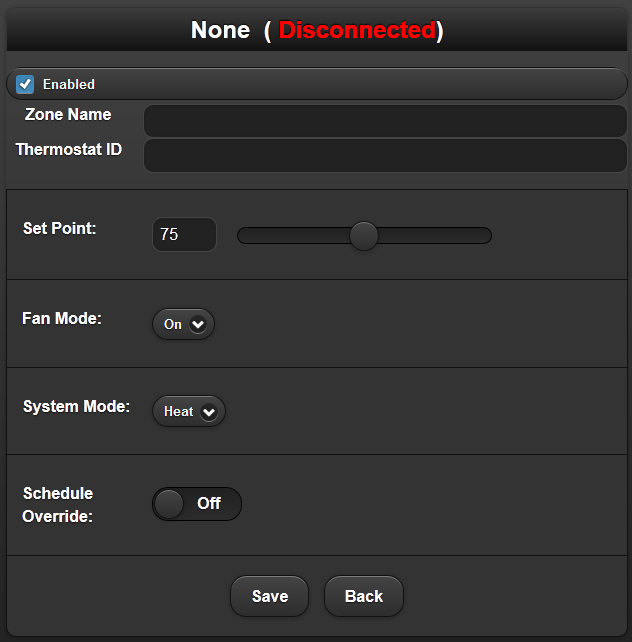 None ( Disconnected)
Enabled
Zone Name
Thermostat ID
Set Point: 75
Fan Mode: On
System Mode: Heat
Schedule
Override: Off
Save Back